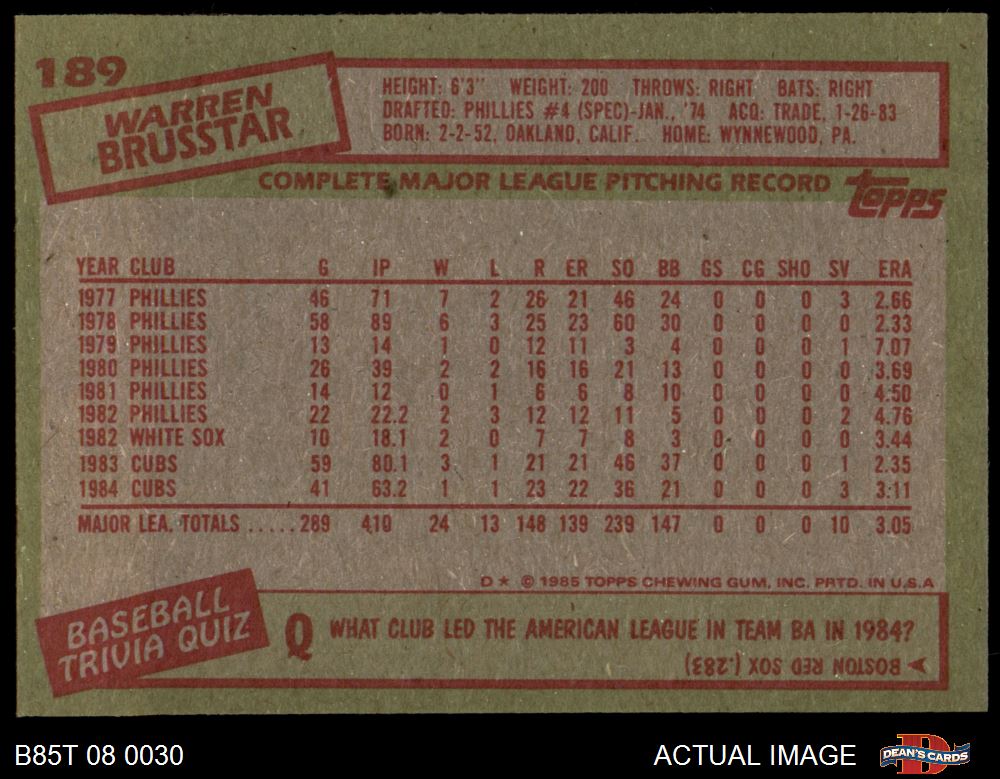 189
WARREN
BRUSSTAR
HEIGHT: 6'3" WEIGHT: 200 THROWS: RIGHT BATS: RIGHT
DRAFTED: PHILLIES #4 (SPEC)-JAN., '74 ACQ: TRADE, 1-26-83
BORN: 2-2-52, OAKLAND, CALIF. HOME: WYNNEWOOD, PA.
COMPLETE MAJOR LEAGUE PITCHING RECORD
topps
YEAR CLUB G IP W L R ER SO BB GS CG SHO SV ERA
1977 PHILLIES 46 71 7 2 26 21 46 24 0 0 0 3 2.66
1978 PHILLIES 58 89 6 3 25 23 60 30 0 0 0 0 2.33
1979 PHILLIES 13 14 1 0 12 11 3 4 0 0 0 1 7.07
1980 PHILLIES 26 39 2 2 16 16 21 13 0 0 0 0 3.69
1981 PHILLIES 14 12 0 1 6 6 8 10 0 0 0 0 4.50
1982 PHILLIES 22 22.2 2 3 12 12 11 5 0 0 0 2 4.76
1982 WHITE SOX 10 18.1 2 0 7 7 8 3 0 0 0 0 3.44
1983 CUBS 59 80.1 3 1 21 21 46 37 0 0 0 1 2.35
1984 CUBS 41 63.2 1 1 23 22 36 21 0 0 0 3 3.11
MAJOR LEA. TOTALS .....289 410 24 13 148 139 239 147 0 0 0 10 3.05
D★ © 1985 TOPPS CHEWING GUM, INC. PRTD. IN U.S.A
BASEBALL
TRIVIA QUIZ
Q WHAT CLUB LED THE AMERICAN LEAGUE IN TEAM BA IN 1984?
BOSTON RED SOX (.283)
B85T 08 0030
ACTUAL IMAGE
D
DEAN'S CARDS